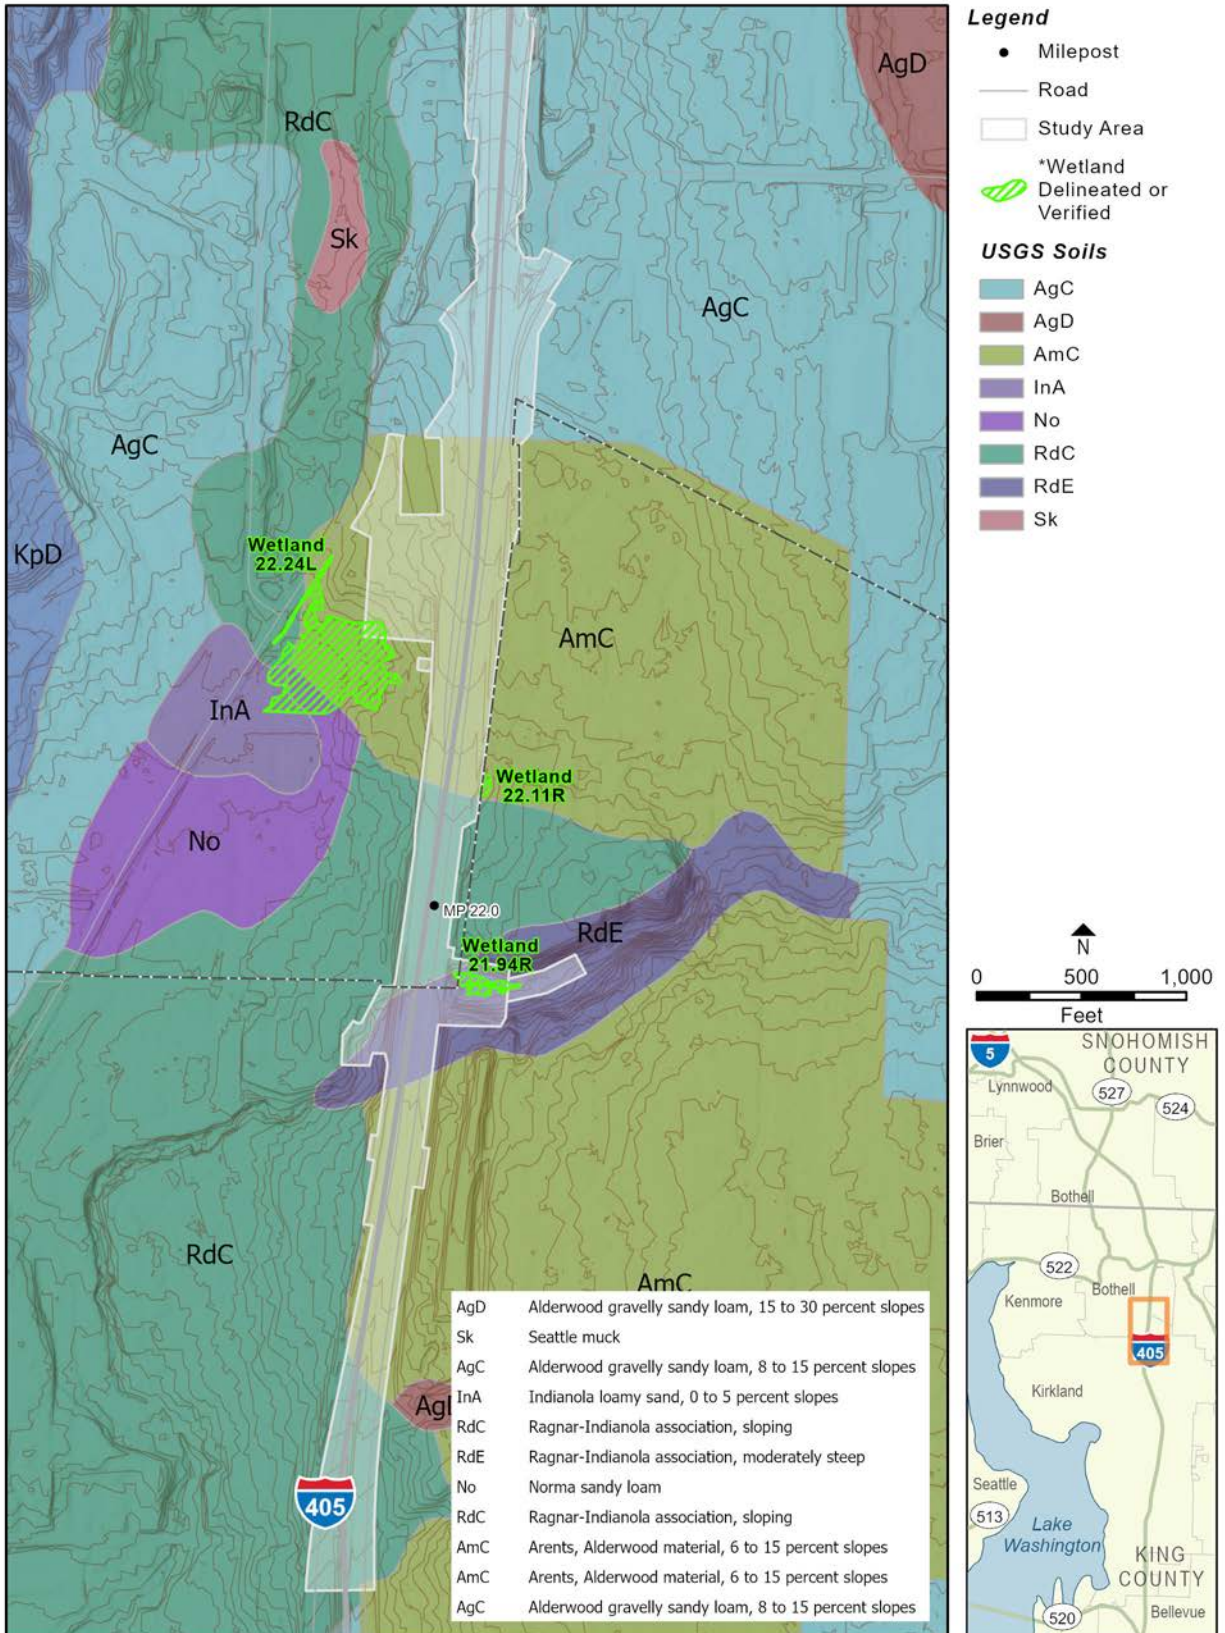 AgD
RdC
Sk
AgC
AgC
KpD
Wetland
22.24L
AmC
InA
Wetland
22.11R
No
MP 22.0
RdE
Wetland
21.94R
RdC
AmC
Ag
405
AgD Alderwood gravelly sandy loam, 15 to 30 percent slopes
Sk Seattle muck
AgC Alderwood gravelly sandy loam, 8 to 15 percent slopes
InA Indianola loamy sand, 0 to 5 percent slopes
RdC Ragnar-Indianola association, sloping
RdE Ragnar-Indianola association, moderately steep
No Norma sandy loam
RdC Ragnar-Indianola association, sloping
AmC Arents, Alderwood material, 6 to 15 percent slopes
AmC Arents, Alderwood material, 6 to 15 percent slopes
AgC Alderwood gravelly sandy loam, 8 to 15 percent slopes
Legend
Milepost
Road
Study Area
*Wetland
Delineated or
Verified
USGS Soils
AgC
AgD
AmC
InA
No
RdC
RdE
Sk
N
0 500 1,000
Feet
5
SNOHOMISH
COUNTY
Lynnwood
527
524
Brier
Bothell
522
Bothell
Kenmore
405
Kirkland
Seattle
513
Lake
Washington
KING
COUNTY
520
Bellevue